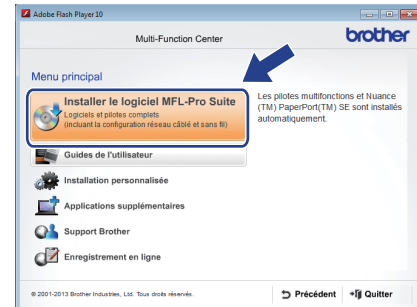 Adobe Flash Player 10
Multi-Function Center
brother
Menu principal
Installer le logiciel MFL-Pro Suite
Logiciels et pilotes complets
(incluant la configuration réseau câblé et sans fil)
Les pilotes multifonctions et Nuance
(TM) PaperPort(TM) SE sont installés
automatiquement.
Guides de l'utilisateur
Installation personnalisée
Applications supplémentaires
Support Brother
Enregistrement en ligne
© 2001-2013 Brother Industries, Ltd. Tous droits réservés.
Précédent
Quitter